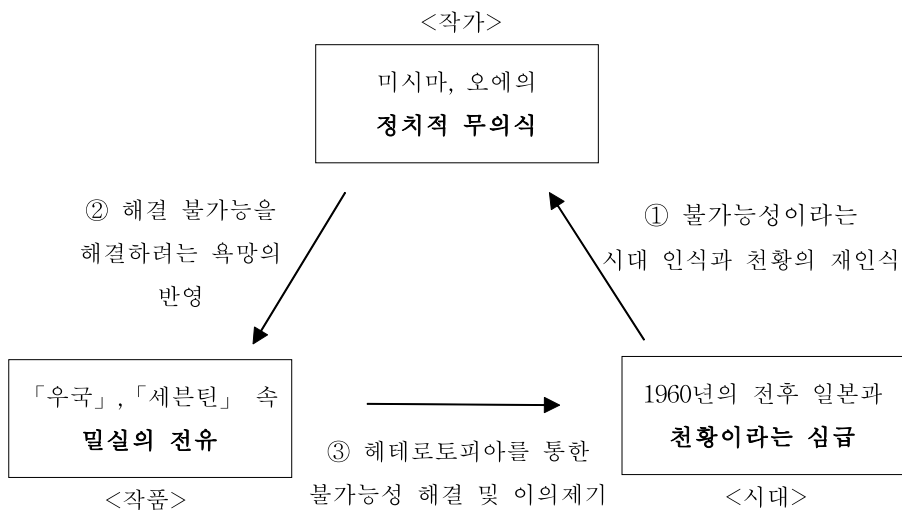 <작가>
미시마, 오에의
정치적 무의식
② 해결 불가능을
해결하려는 욕망의
반영
① 불가능성이라는
시대 인식과 천황의 재인식
「우국」,「세븐틴」 속
밀실의 전유
<작품>
③ 헤테로토피아를 통한
불가능성 해결 및 이의제기
1960년의 전후 일본과
천황이라는 심급
<시대>